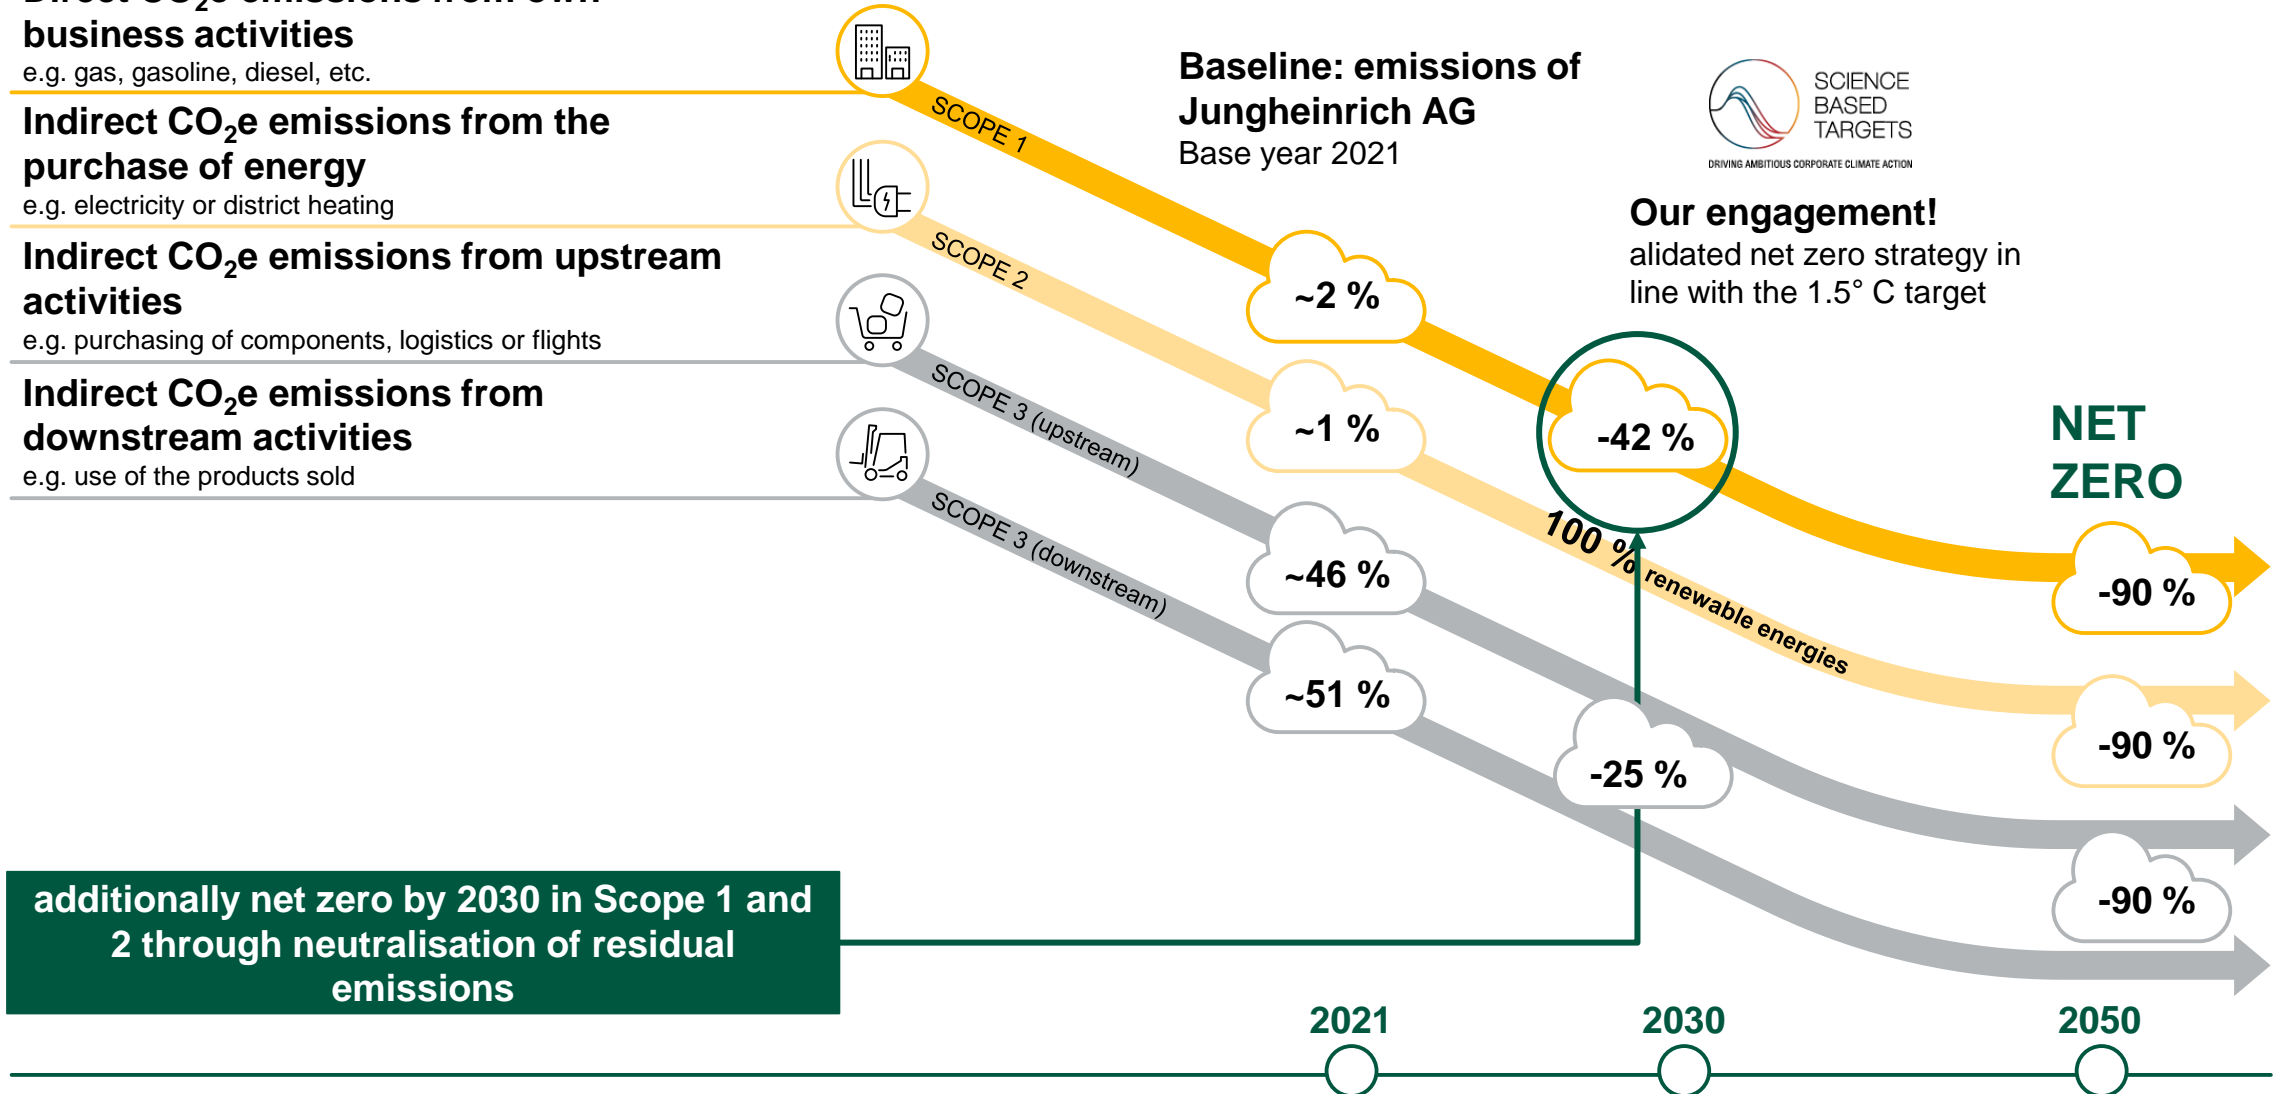 Direct CO₂e emissions from own
business activities
e.g. gas, gasoline, diesel, etc.
Indirect CO₂e emissions from the
purchase of energy
e.g. electricity or district heating
Indirect CO₂e emissions from upstream
activities
e.g. purchasing of components, logistics or flights
Indirect CO₂e emissions from
downstream activities
e.g. use of the products sold
SCOPE 1
SCOPE 2
SCOPE 3 (upstream)
SCOPE 3 (downstream)
Baseline: emissions of
Jungheinrich AG
Base year 2021
SCIENCE
BASED
TARGETS
DRIVING AMBITIOUS CORPORATE CLIMATE ACTION
Our engagement!
alidated net zero strategy in
line with the 1.5° C target
~2 %
~1 %
~46 %
~51 %
-42 %
100 % renewable energies
-25 %
NET
ZERO
-90 %
-90 %
-90 %
additionally net zero by 2030 in Scope 1 and
2 through neutralisation of residual
emissions
2021
2030
2050